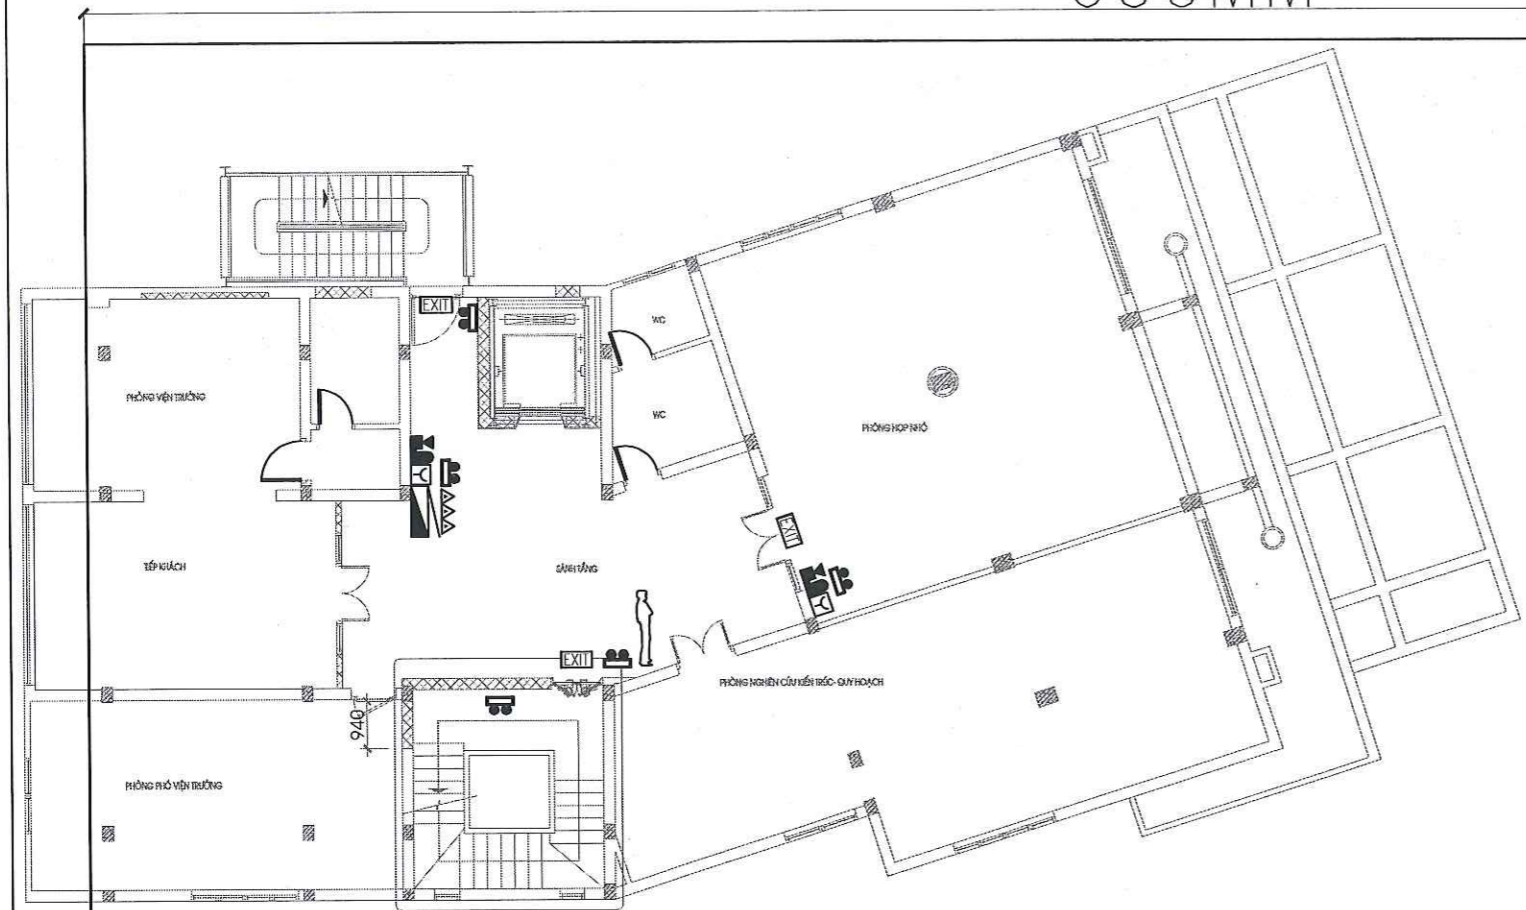 EXIT
WC
PHÒNG VIỆN TRƯỞNG
WC
PHÒNG HỌP NHỎ
EXIT
TIẾP KHÁCH
SẢNH TẦNG
EXIT
PHÒNG NGHIÊN CỨU KIẾN TRÚC- QUY HOẠCH
940
PHÒNG PHÓ VIỆN TRƯỞNG